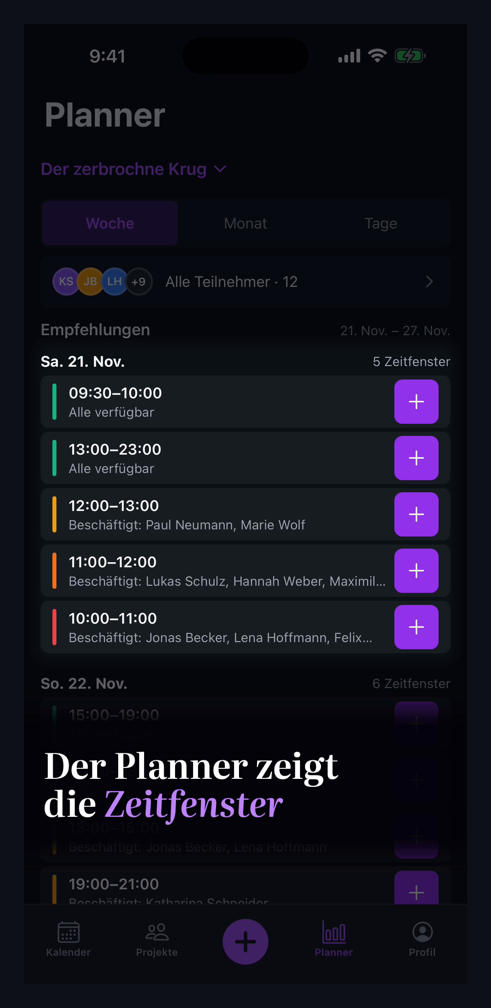 9:41
Planner
Der zerbrochne Krug
Woche
Monat
Tage
KS JB LH +9 Alle Teilnehmer · 12
Empfehlungen
21. Nov. – 27. Nov.
Sa. 21. Nov.
5 Zeitfenster
09:30–10:00
Alle verfügbar
13:00–23:00
Alle verfügbar
12:00–13:00
Beschäftigt: Paul Neumann, Marie Wolf
11:00–12:00
Beschäftigt: Lukas Schulz, Hannah Weber, Maximil...
10:00–11:00
Beschäftigt: Jonas Becker, Lena Hoffmann, Felix...
So. 22. Nov.
6 Zeitfenster
15:00–19:00
Der Planner zeigt
die Zeitfenster
Beschäftigt: Jonas Becker, Lena Hoffmann
19:00–21:00
Beschäftigt: Katharina Schneider
Kalender
Projekte
Planner
Profil